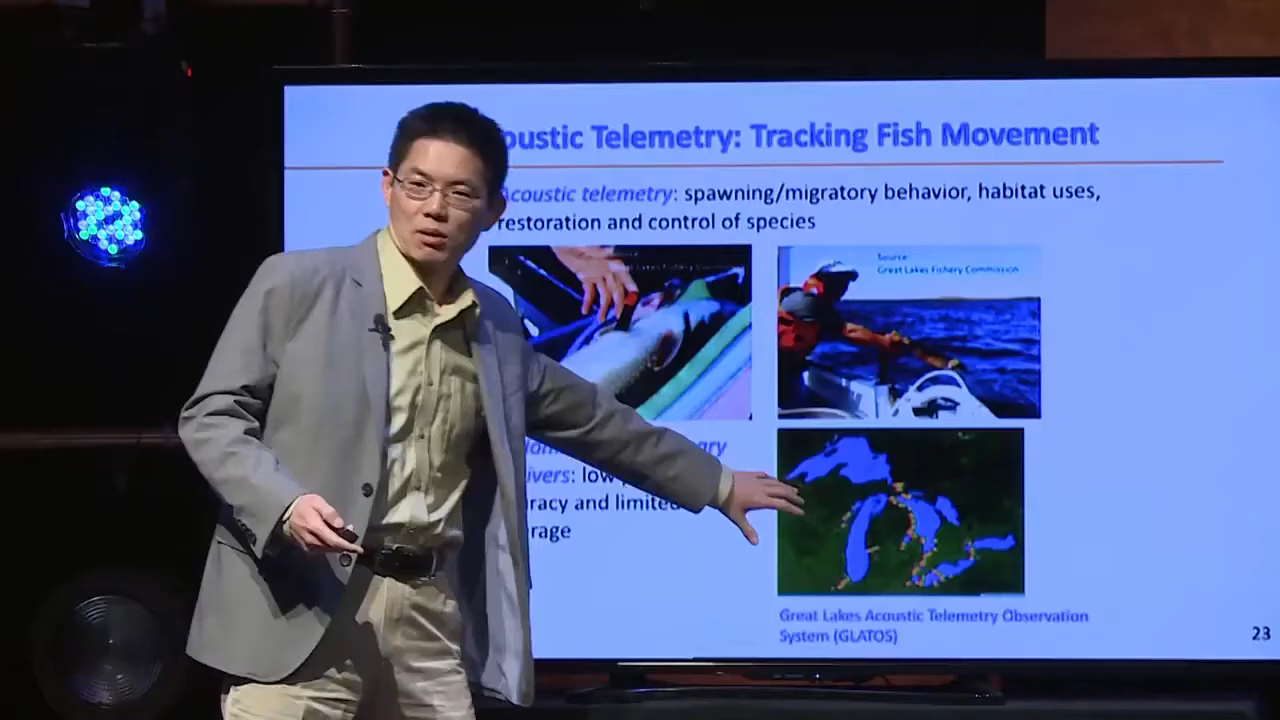 oustic Telemetry: Tracking Fish Movement
Acoustic telemetry: spawning/migratory behavior, habitat uses,
restoration and control of species
Source:
Great Lakes Fishery Commission
ary
ivers: low
racy and limited
rage
Great Lakes Acoustic Telemetry Observation
System (GLATOS)
23